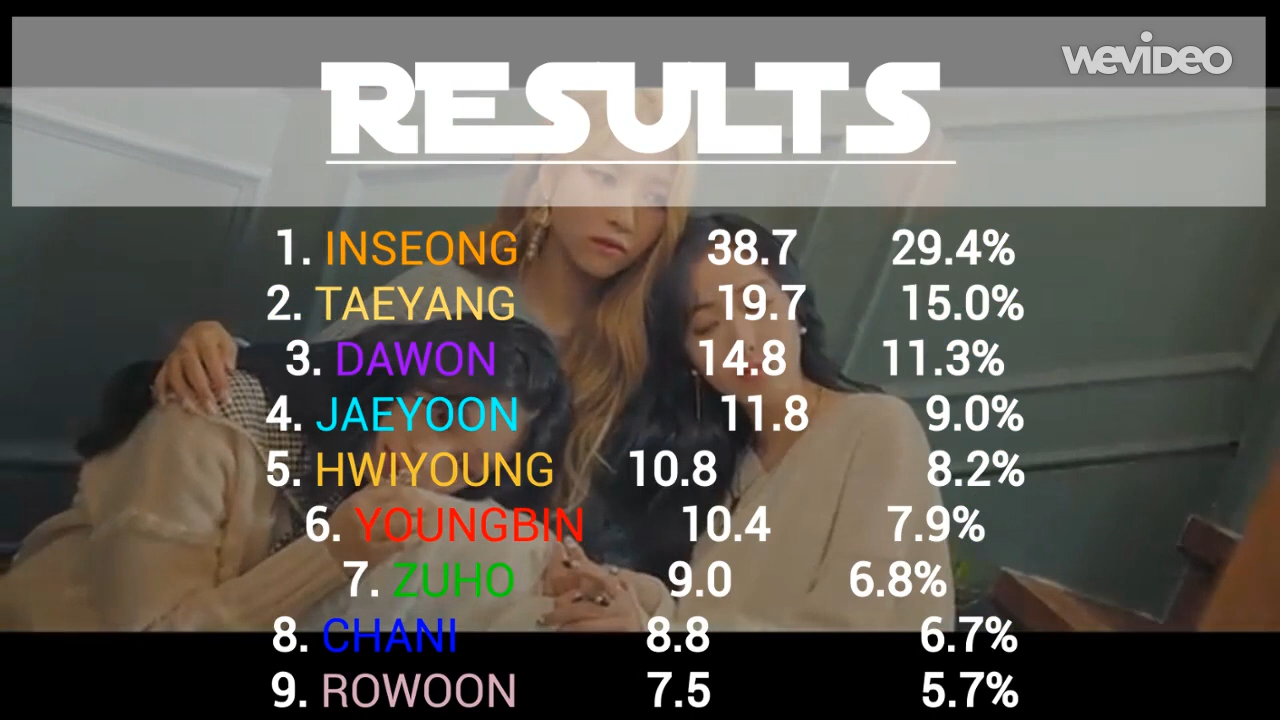 WEVIDEO
RESULTS
1. INSEONG 38.7 29.4%
2. TAEYANG 19.7 15.0%
3. DAWON 14.8 11.3%
4. JAEYOON 11.8 9.0%
5. HWIYOUNG 10.8 8.2%
6. YOUNGBIN 10.4 7.9%
7. ZUHO 9.0 6.8%
8. CHANI 8.8 6.7%
9. ROWOON 7.5 5.7%